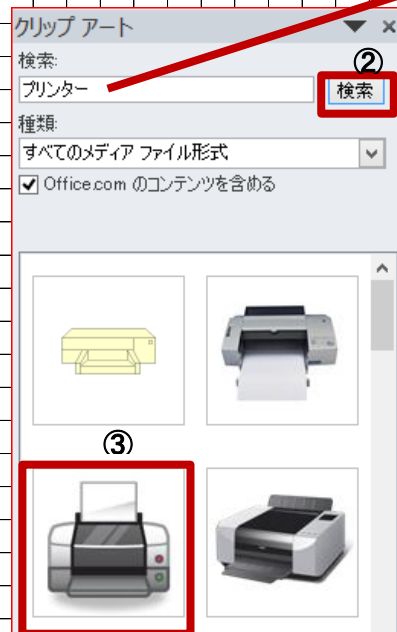 クリップ アート
検索:
②
プリンター
検索
種類:
すべてのメディア ファイル形式
Office.com のコンテンツを含める
③